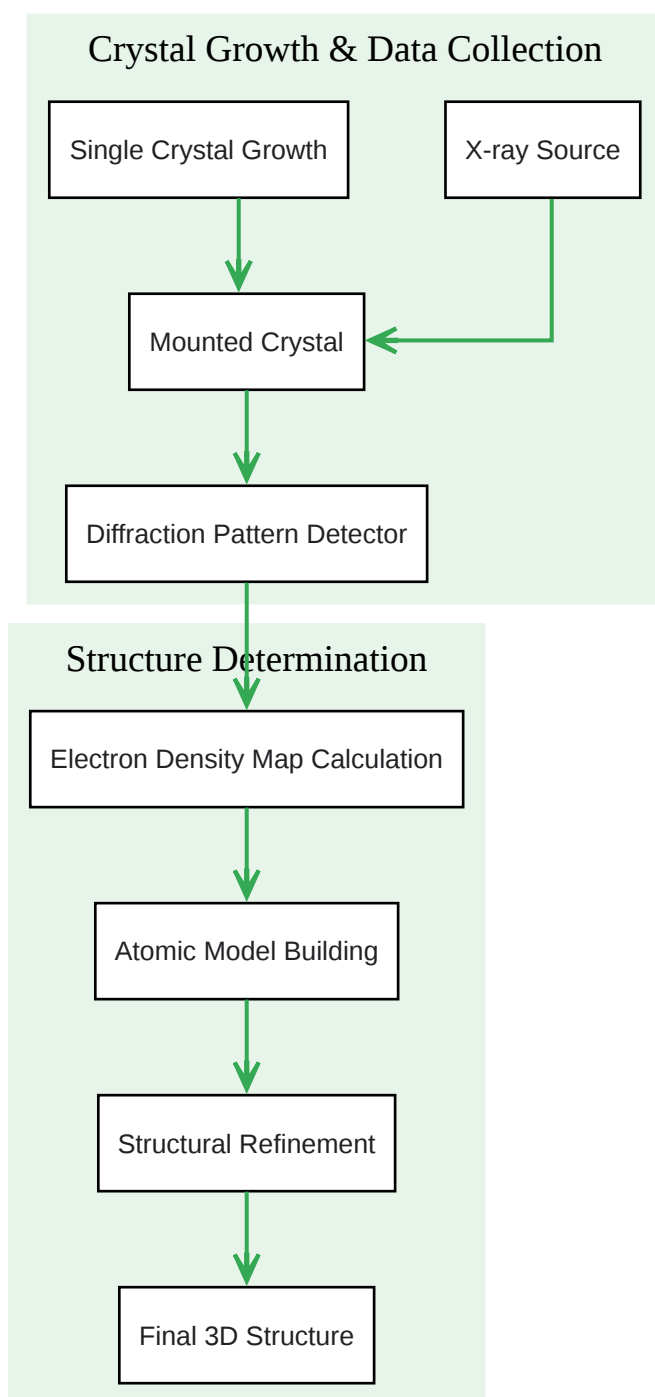 Crystal Growth & Data Collection
Single Crystal Growth
X-ray Source
Mounted Crystal
Diffraction Pattern Detector
Structure Determination
Electron Density Map Calculation
Atomic Model Building
Structural Refinement
Final 3D Structure